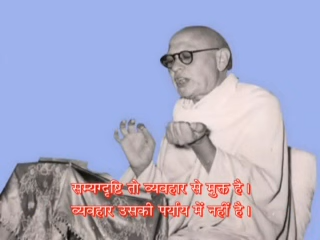 सम्यग्दृष्टि तो व्यवहार से मुक्त है।
व्यवहार उसकी पर्याय में नहीं है।